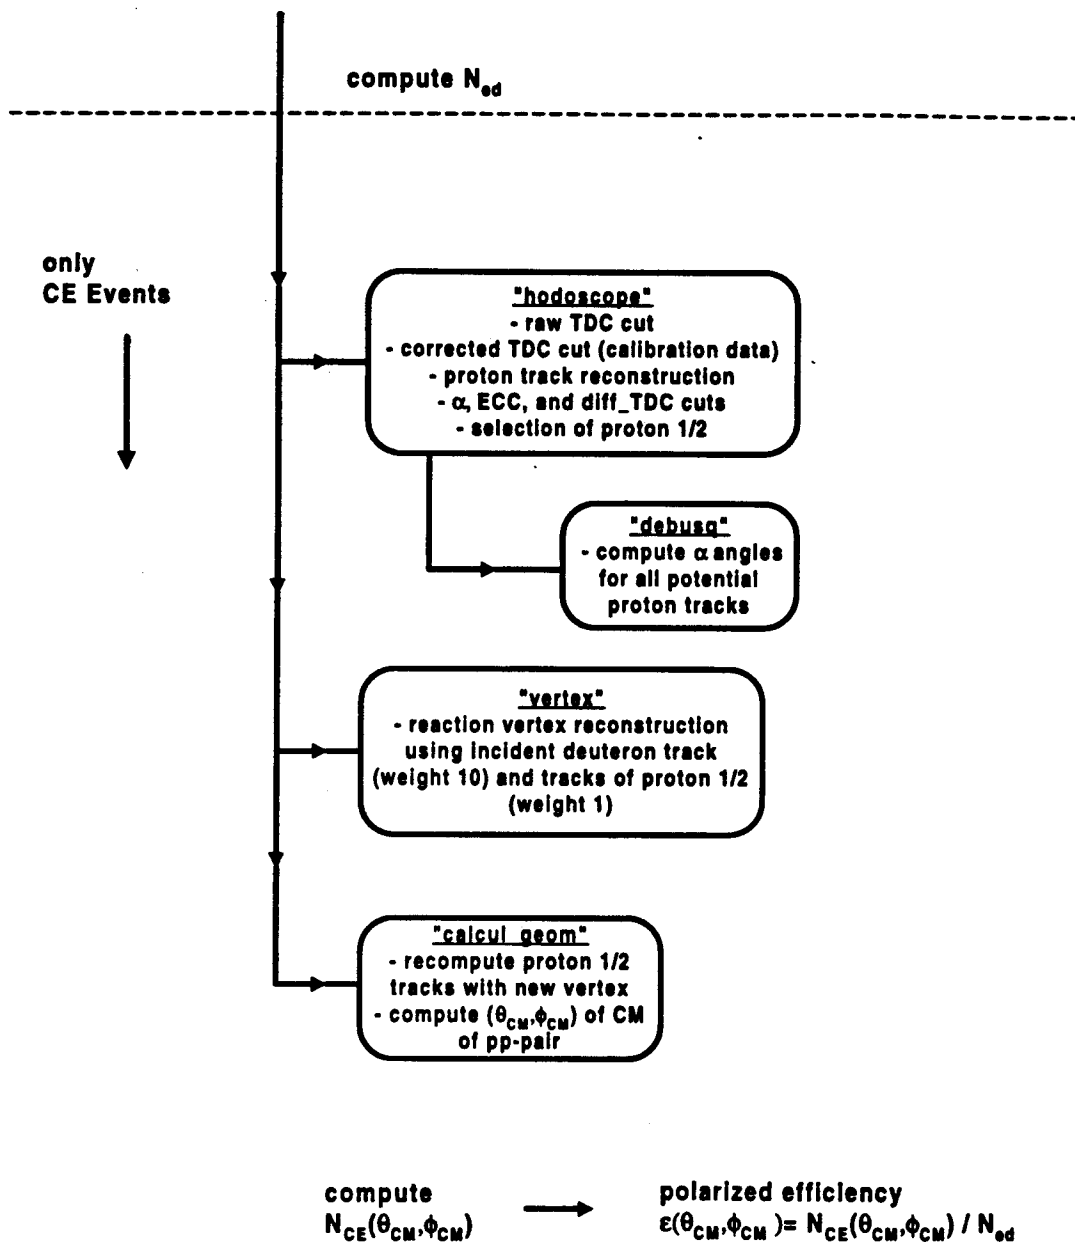 compute N_ed
only
CE Events
"hodoscope"
- raw TDC cut
- corrected TDC cut (calibration data)
- proton track reconstruction
- α, ECC, and diff_TDC cuts
- selection of proton 1/2
"debusq"
- compute α angles
for all potential
proton tracks
"vertex"
- reaction vertex reconstruction
using incident deuteron track
(weight 10) and tracks of proton 1/2
(weight 1)
"calcul_geom"
- recompute proton 1/2
tracks with new vertex
- compute (θ_CM,ϕ_CM) of CM
of pp-pair
compute
N_CE(θ_CM,ϕ_CM)
polarized efficiency
ε(θ_CM,ϕ_CM)= N_CE(θ_CM,ϕ_CM) / N_ed